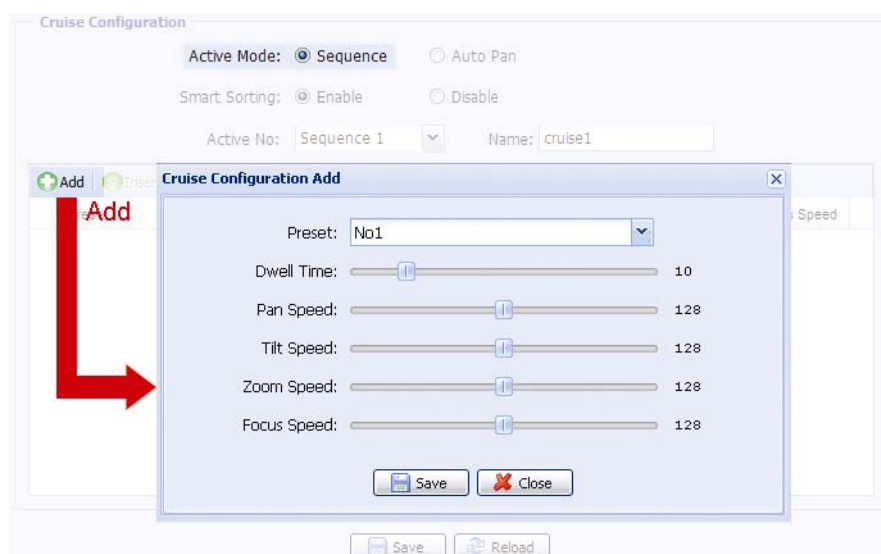 Cruise Configuration
Active Mode: Sequence Auto Pan
Smart Sorting: Enable Disable
Active No: Sequence 1 Name: cruise1
Add
Cruise Configuration Add
Add
Speed
Preset: No1
Dwell Time: 10
Pan Speed: 128
Tilt Speed: 128
Zoom Speed: 128
Focus Speed: 128
Save Close
Save Reload